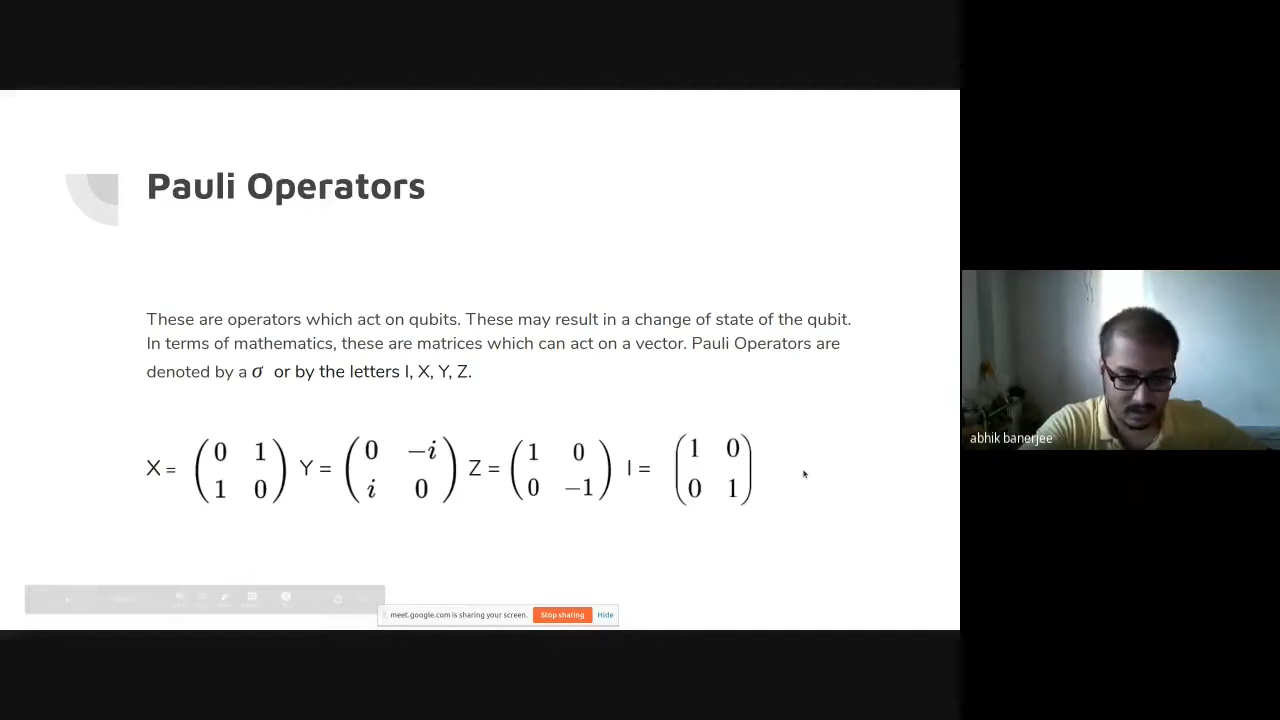 Pauli Operators
These are operators which act on qubits. These may result in a change of state of the qubit.
In terms of mathematics, these are matrices which can act on a vector. Pauli Operators are
denoted by a σ or by the letters I, X, Y, Z.
X = (0 1 Y = (0 −i Z = (1 0 I = (1 0
1 0) i 0) 0 −1) 0 1)
abhik banerjee
meet.google.com is sharing your screen. Stop sharing Hide